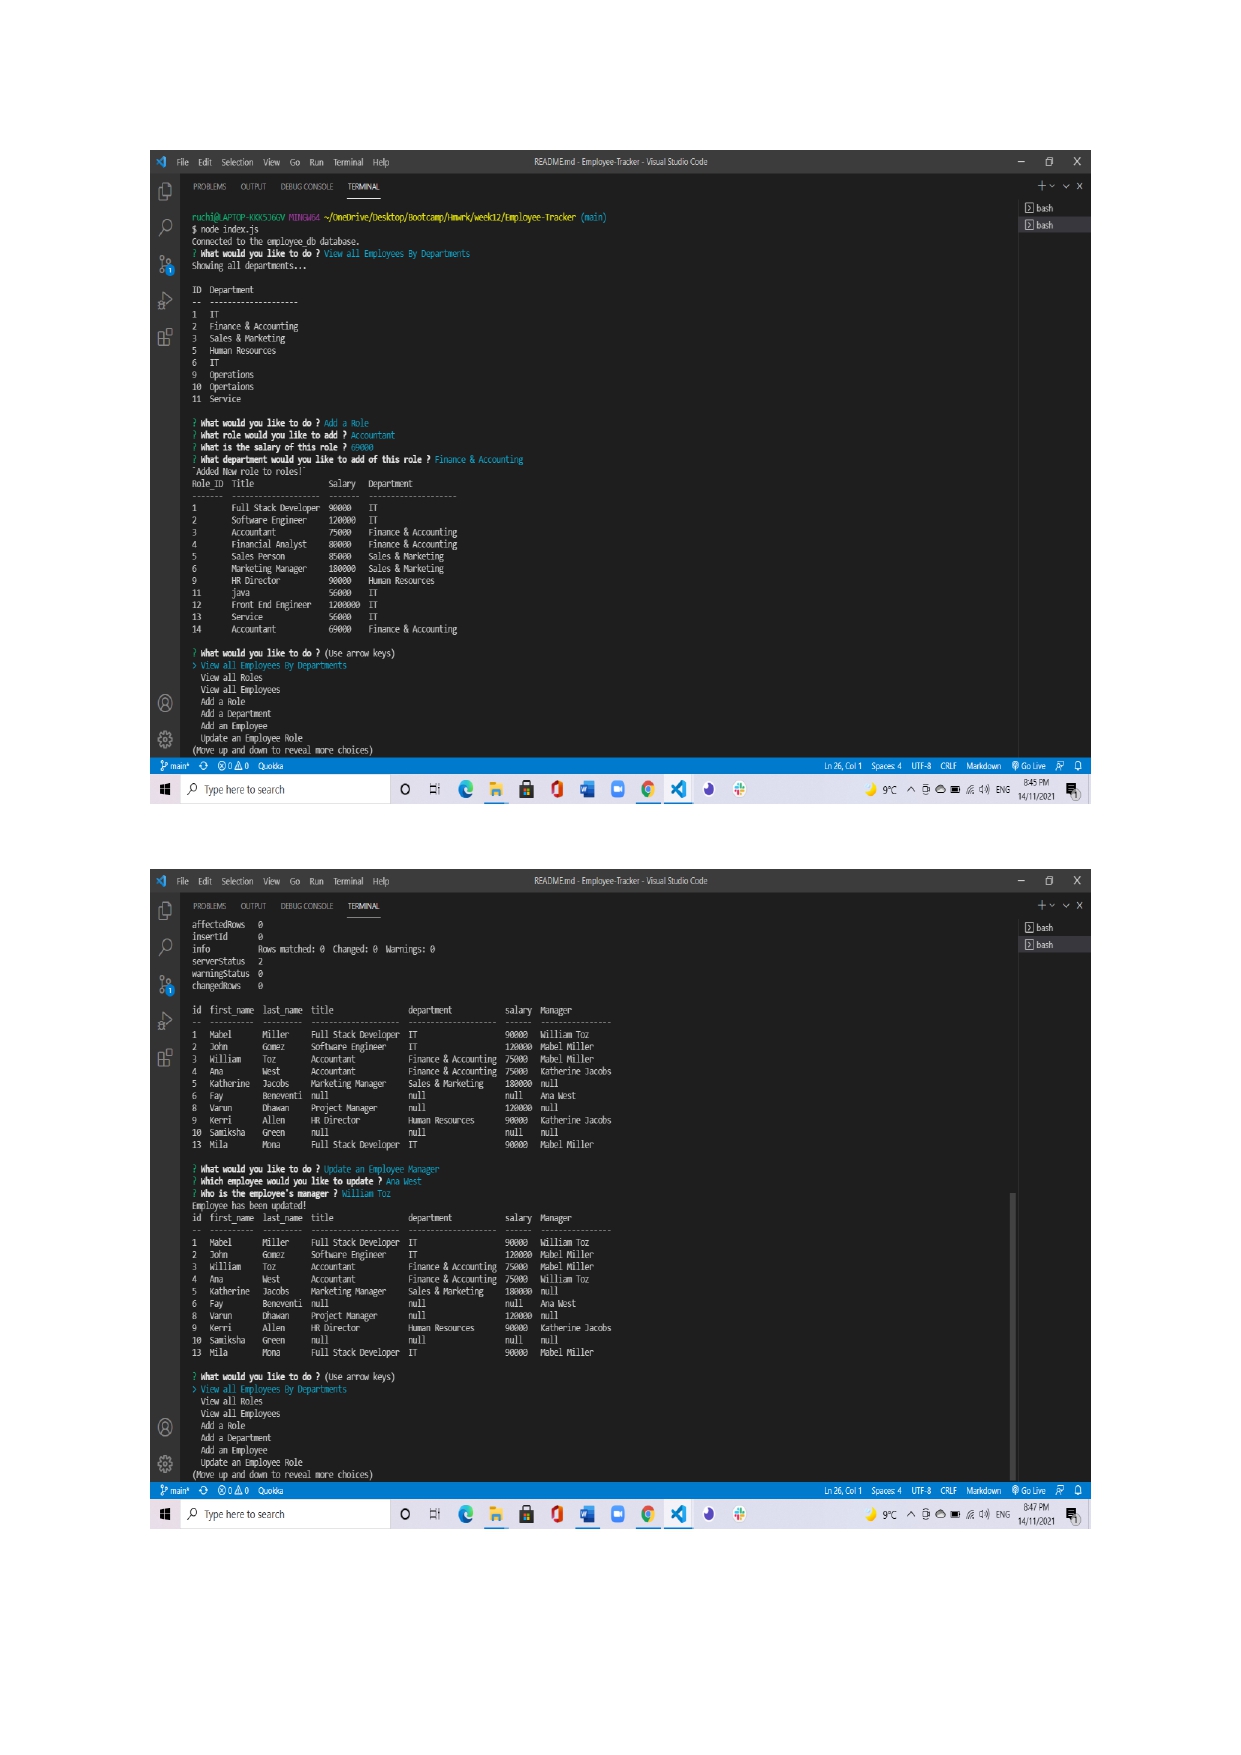 File Edit Selection View Go Run Terminal Help README.md - Employee-Tracker - Visual Studio Code
PROBLEMS OUTPUT DEBUG CONSOLE TERMINAL
bash
bash
ruchi@LAPTOP-KKK5J6GV MINGW64 ~/OneDrive/Desktop/Bootcamp/Hmwrk/week12/Employee-Tracker (main)
$ node index.js
Connected to the employee_db database.
? What would you like to do ? View all Employees By Departments
Showing all departments...
ID Department
-- --------------------
1 IT
2 Finance & Accounting
3 Sales & Marketing
5 Human Resources
6 IT
9 Operations
10 Opertaions
11 Service
? What would you like to do ? Add a Role
? What role would you like to add ? Accountant
? What is the salary of this role ? 69000
? What department would you like to add of this role ? Finance & Accounting
`Added New role to roles!`
Role_ID Title Salary Department
------- -------------------- ------- --------------------
1 Full Stack Developer 90000 IT
2 Software Engineer 120000 IT
3 Accountant 75000 Finance & Accounting
4 Financial Analyst 80000 Finance & Accounting
5 Sales Person 85000 Sales & Marketing
6 Marketing Manager 180000 Sales & Marketing
9 HR Director 90000 Human Resources
11 java 56000 IT
12 Front End Engineer 1200000 IT
13 Service 56000 IT
14 Accountant 69000 Finance & Accounting
? What would you like to do ? (Use arrow keys)
> View all Employees By Departments
View all Roles
View all Employees
Add a Role
Add a Department
Add an Employee
Update an Employee Role
(Move up and down to reveal more choices)
main* 0 0 Quokka Ln 26, Col 1 Spaces: 4 UTF-8 CRLF Markdown Go Live
Type here to search 9°C ENG 8:45 PM
14/11/2021 1
File Edit Selection View Go Run Terminal Help README.md - Employee-Tracker - Visual Studio Code
PROBLEMS OUTPUT DEBUG CONSOLE TERMINAL
bash
bash
affectedRows 0
insertId 0
info Rows matched: 0 Changed: 0 Warnings: 0
serverStatus 2
warningStatus 0
changedRows 0
id first_name last_name title department salary Manager
-- ---------- --------- -------------------- -------------------- ------ ----------------
1 Mabel Miller Full Stack Developer IT 90000 William Toz
2 John Gomez Software Engineer IT 120000 Mabel Miller
3 William Toz Accountant Finance & Accounting 75000 Mabel Miller
4 Ana West Accountant Finance & Accounting 75000 Katherine Jacobs
5 Katherine Jacobs Marketing Manager Sales & Marketing 180000 null
6 Fay Beneventi null null null Ana West
8 Varun Dhawan Project Manager null 120000 null
9 Kerri Allen HR Director Human Resources 90000 Katherine Jacobs
10 Samiksha Green null null null null
13 Mila Mona Full Stack Developer IT 90000 Mabel Miller
? What would you like to do ? Update an Employee Manager
? Which employee would you like to update ? Ana West
? Who is the employee's manager ? William Toz
Employee has been updated!
id first_name last_name title department salary Manager
-- ---------- --------- -------------------- -------------------- ------ ----------------
1 Mabel Miller Full Stack Developer IT 90000 William Toz
2 John Gomez Software Engineer IT 120000 Mabel Miller
3 William Toz Accountant Finance & Accounting 75000 Mabel Miller
4 Ana West Accountant Finance & Accounting 75000 William Toz
5 Katherine Jacobs Marketing Manager Sales & Marketing 180000 null
6 Fay Beneventi null null null Ana West
8 Varun Dhawan Project Manager null 120000 null
9 Kerri Allen HR Director Human Resources 90000 Katherine Jacobs
10 Samiksha Green null null null null
13 Mila Mona Full Stack Developer IT 90000 Mabel Miller
? What would you like to do ? (Use arrow keys)
> View all Employees By Departments
View all Roles
View all Employees
Add a Role
Add a Department
Add an Employee
Update an Employee Role
(Move up and down to reveal more choices)
main* 0 0 Quokka Ln 26, Col 1 Spaces: 4 UTF-8 CRLF Markdown Go Live
Type here to search 9°C ENG 8:47 PM
14/11/2021 1